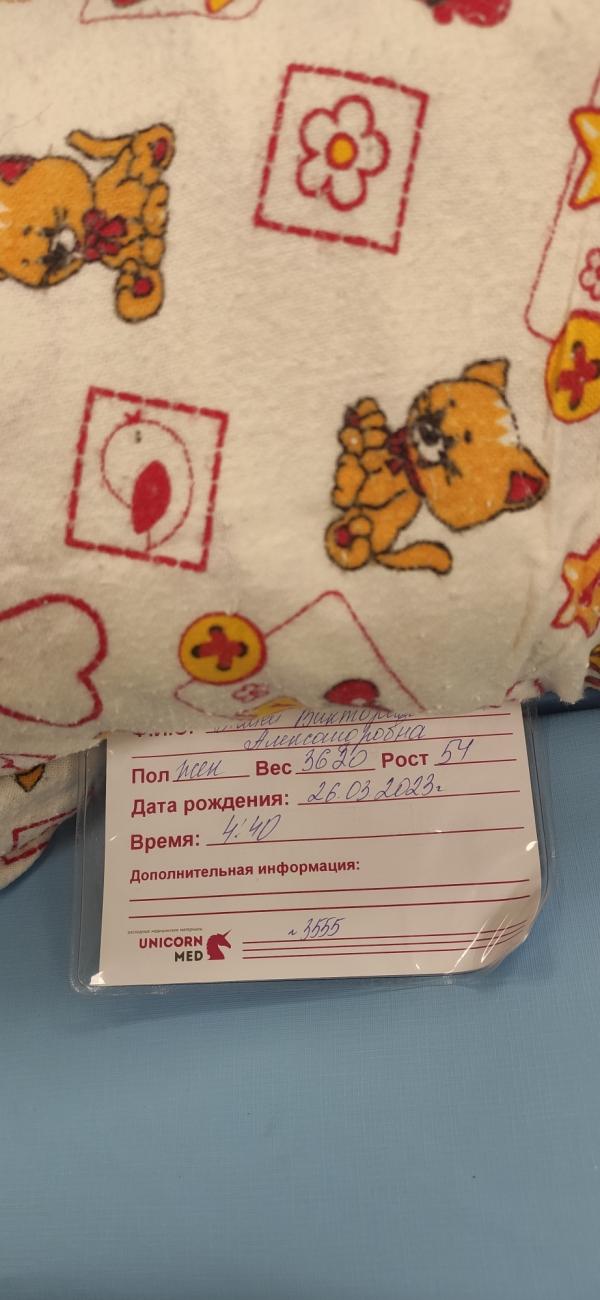 Ф.И.О. Виктория
Александровна
Пол жен Вес 3620 Рост 54
Дата рождения: 26.03 2023г
Время: 4:40
Дополнительная информация:
UNICORN
MED
~ 3555